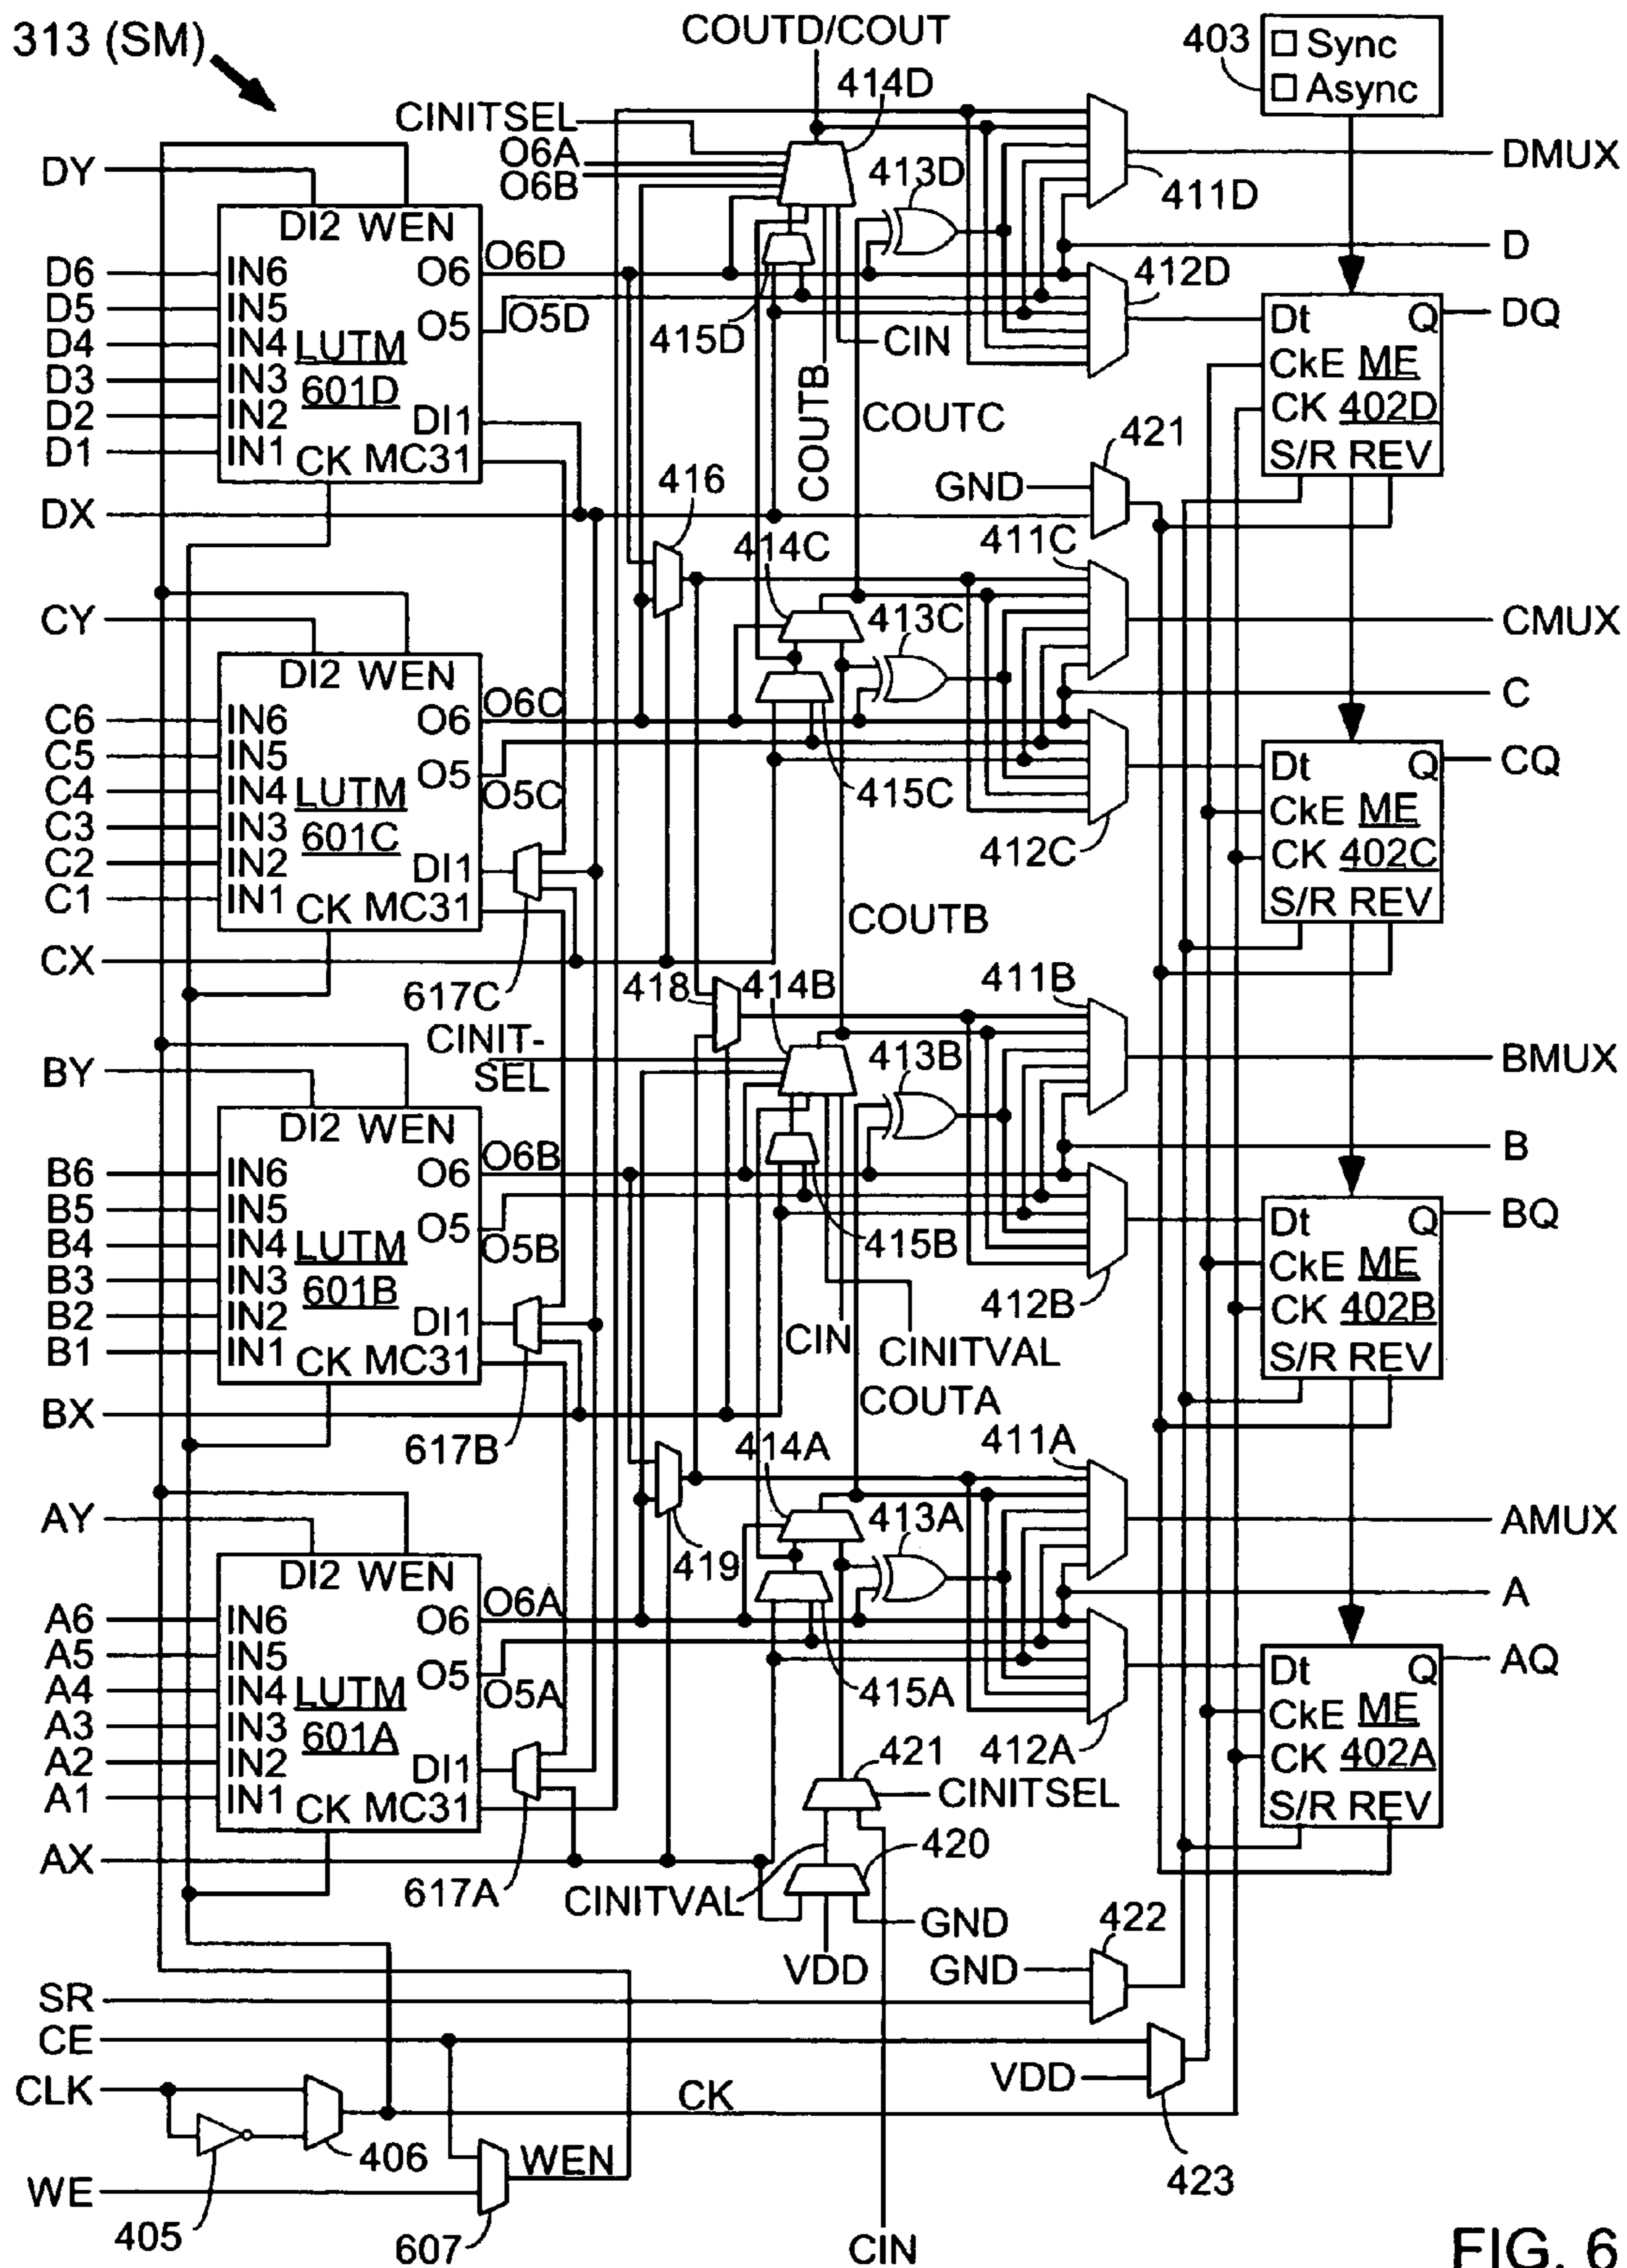 313 (SM)
COUTD/COUT
414D
403
Sync
Async
CINITSEL
O6A
O6B
413D
411D
DMUX
DY
DI2 WEN
D
D6
D5
D4
D3
D2
D1
IN6
IN5
IN4
IN3
IN2
IN1
LUTM
601D
O6
O5
DI1
CK MC31
O6D
O5D
415D
CIN
COUTB
COUTC
412D
Dt
Q
CkE ME
CK 402D
S/R REV
DQ
421
GND
DX
416
414C
411C
413C
CMUX
CY
DI2 WEN
C
C6
C5
C4
C3
C2
C1
IN6
IN5
IN4
IN3
IN2
IN1
LUTM
601C
O6
O5
DI1
CK MC31
O6C
O5C
415C
412C
Dt
Q
CkE ME
CK 402C
S/R REV
CQ
COUTB
CX
617C
418
414B
411B
CINIT-
SEL
413B
BMUX
BY
DI2 WEN
B
B6
B5
B4
B3
B2
B1
IN6
IN5
IN4
IN3
IN2
IN1
LUTM
601B
O6
O5
DI1
CK MC31
O6B
O5B
415B
412B
CIN
CINITVAL
COUTA
Dt
Q
CkE ME
CK 402B
S/R REV
BQ
BX
617B
414A
411A
413A
419
AMUX
AY
DI2 WEN
A
A6
A5
A4
A3
A2
A1
IN6
IN5
IN4
IN3
IN2
IN1
LUTM
601A
O6
O5
DI1
CK MC31
O6A
O5A
415A
412A
421
CINITSEL
Dt
Q
CkE ME
CK 402A
S/R REV
AQ
AX
617A
CINITVAL
420
GND
VDD
422
GND
SR
CE
VDD
423
CLK
CK
405
406
WE
WEN
607
CIN
FIG. 6